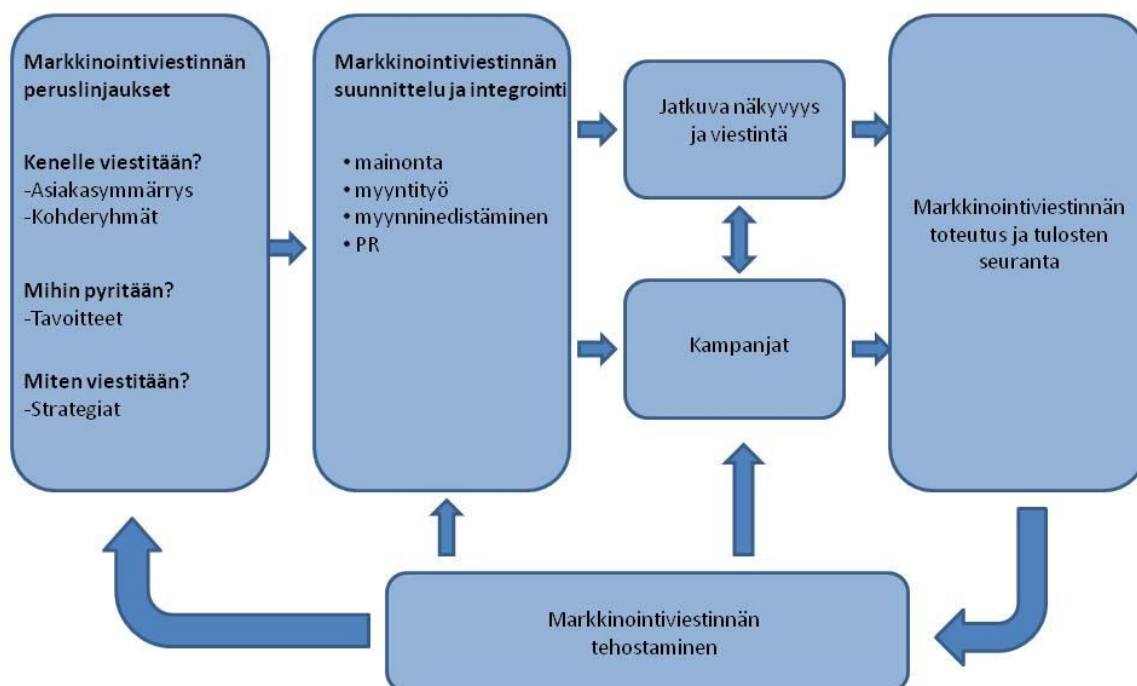 Markkinointiviestinnän
peruslinjaukset
Kenelle viestitään?
-Asiakasymmärrys
-Kohderyhmät
Mihin pyritään?
-Tavoitteet
Miten viestitään?
-Strategiat
Markkinointiviestinnän
suunnittelu ja integrointi
• mainonta
• myyntityö
• myynninedistäminen
• PR
Jatkuva näkyvyys
ja viestintä
Kampanjat
Markkinointiviestinnän
toteutus ja tulosten
seuranta
Markkinointiviestinnän
tehostaminen